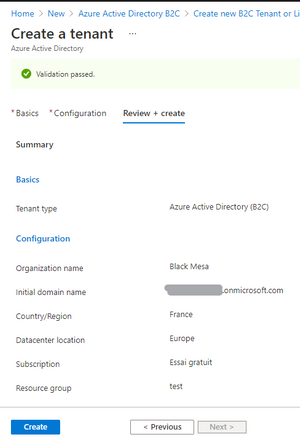 Home > New > Azure Active Directory B2C > Create new B2C Tenant or Li
Create a tenant ...
Azure Active Directory
Validation passed.
* Basics * Configuration Review + create
Summary
Basics
Tenant type Azure Active Directory (B2C)
Configuration
Organization name Black Mesa
Initial domain name .onmicrosoft.com
Country/Region France
Datacenter location Europe
Subscription Essai gratuit
Resource group test
Create < Previous Next >